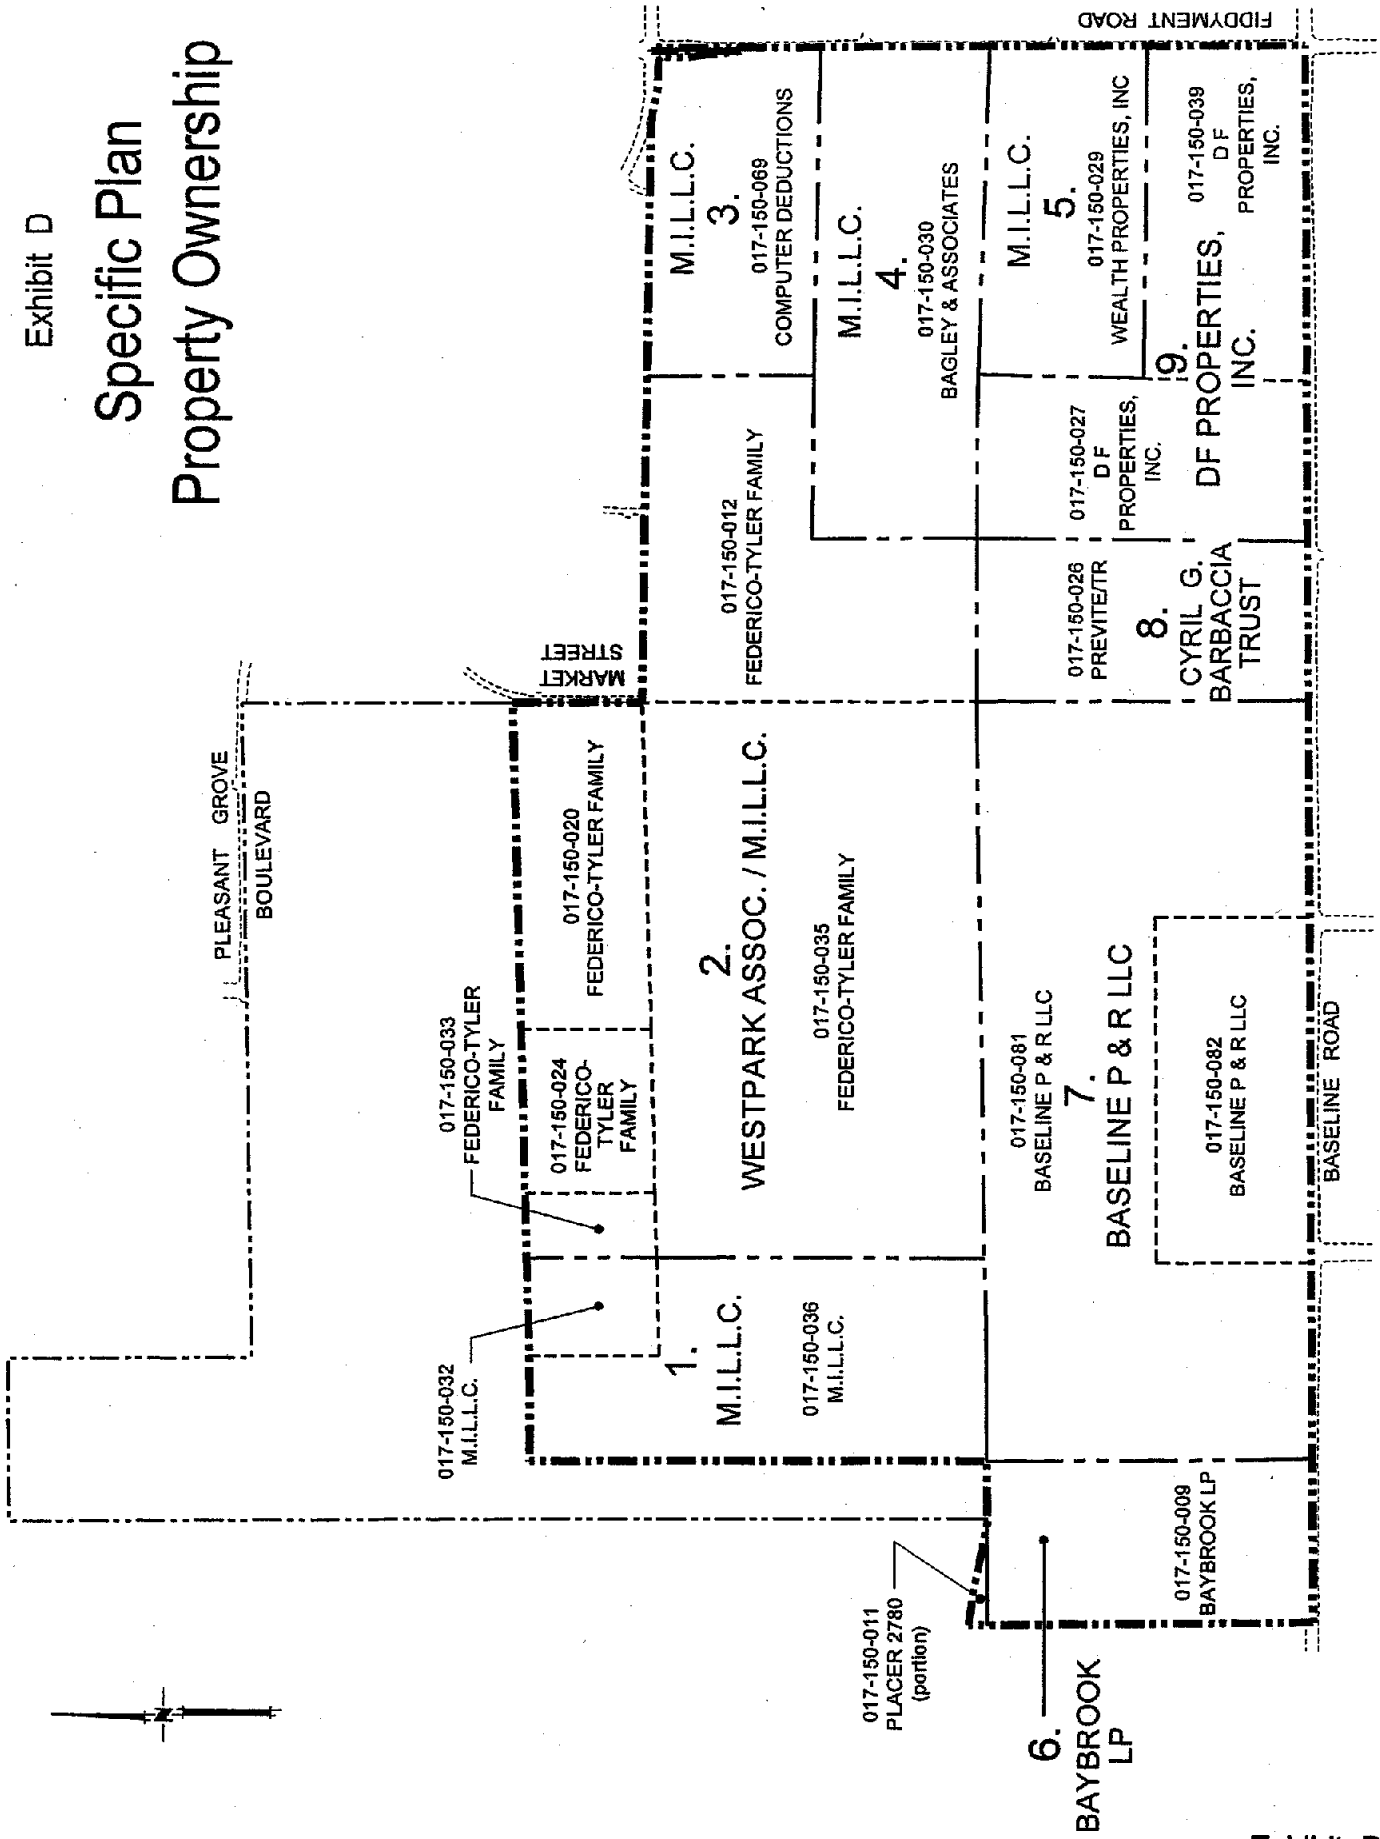 Exhibit D
Specific Plan
Property Ownership
PLEASANT GROVE
BOULEVARD
MARKET
STREET
FIDDYMENT ROAD
017-150-032
M.I.L.L.C.
017-150-033
FEDERICO-TYLER
FAMILY
017-150-024
FEDERICO-
TYLER
FAMILY
017-150-020
FEDERICO-TYLER FAMILY
1.
M.I.L.L.C.
017-150-036
M.I.L.L.C.
2.
WESTPARK ASSOC. / M.I.L.L.C.
017-150-035
FEDERICO-TYLER FAMILY
017-150-012
FEDERICO-TYLER FAMILY
M.I.L.L.C.
3.
017-150-069
COMPUTER DEDUCTIONS
M.I.L.L.C.
4.
017-150-030
BAGLEY & ASSOCIATES
M.I.L.L.C.
5.
017-150-029
WEALTH PROPERTIES, INC
017-150-011
PLACER 2780
(portion)
6.
BAYBROOK
LP
017-150-009
BAYBROOK LP
017-150-081
BASELINE P & R LLC
7.
BASELINE P & R LLC
017-150-082
BASELINE P & R LLC
017-150-026
PREVITE/TR
8.
CYRIL G.
BARBACCIA
TRUST
017-150-027
D F
PROPERTIES,
INC.
9.
DF PROPERTIES,
INC.
017-150-039
D F
PROPERTIES,
INC.
BASELINE ROAD